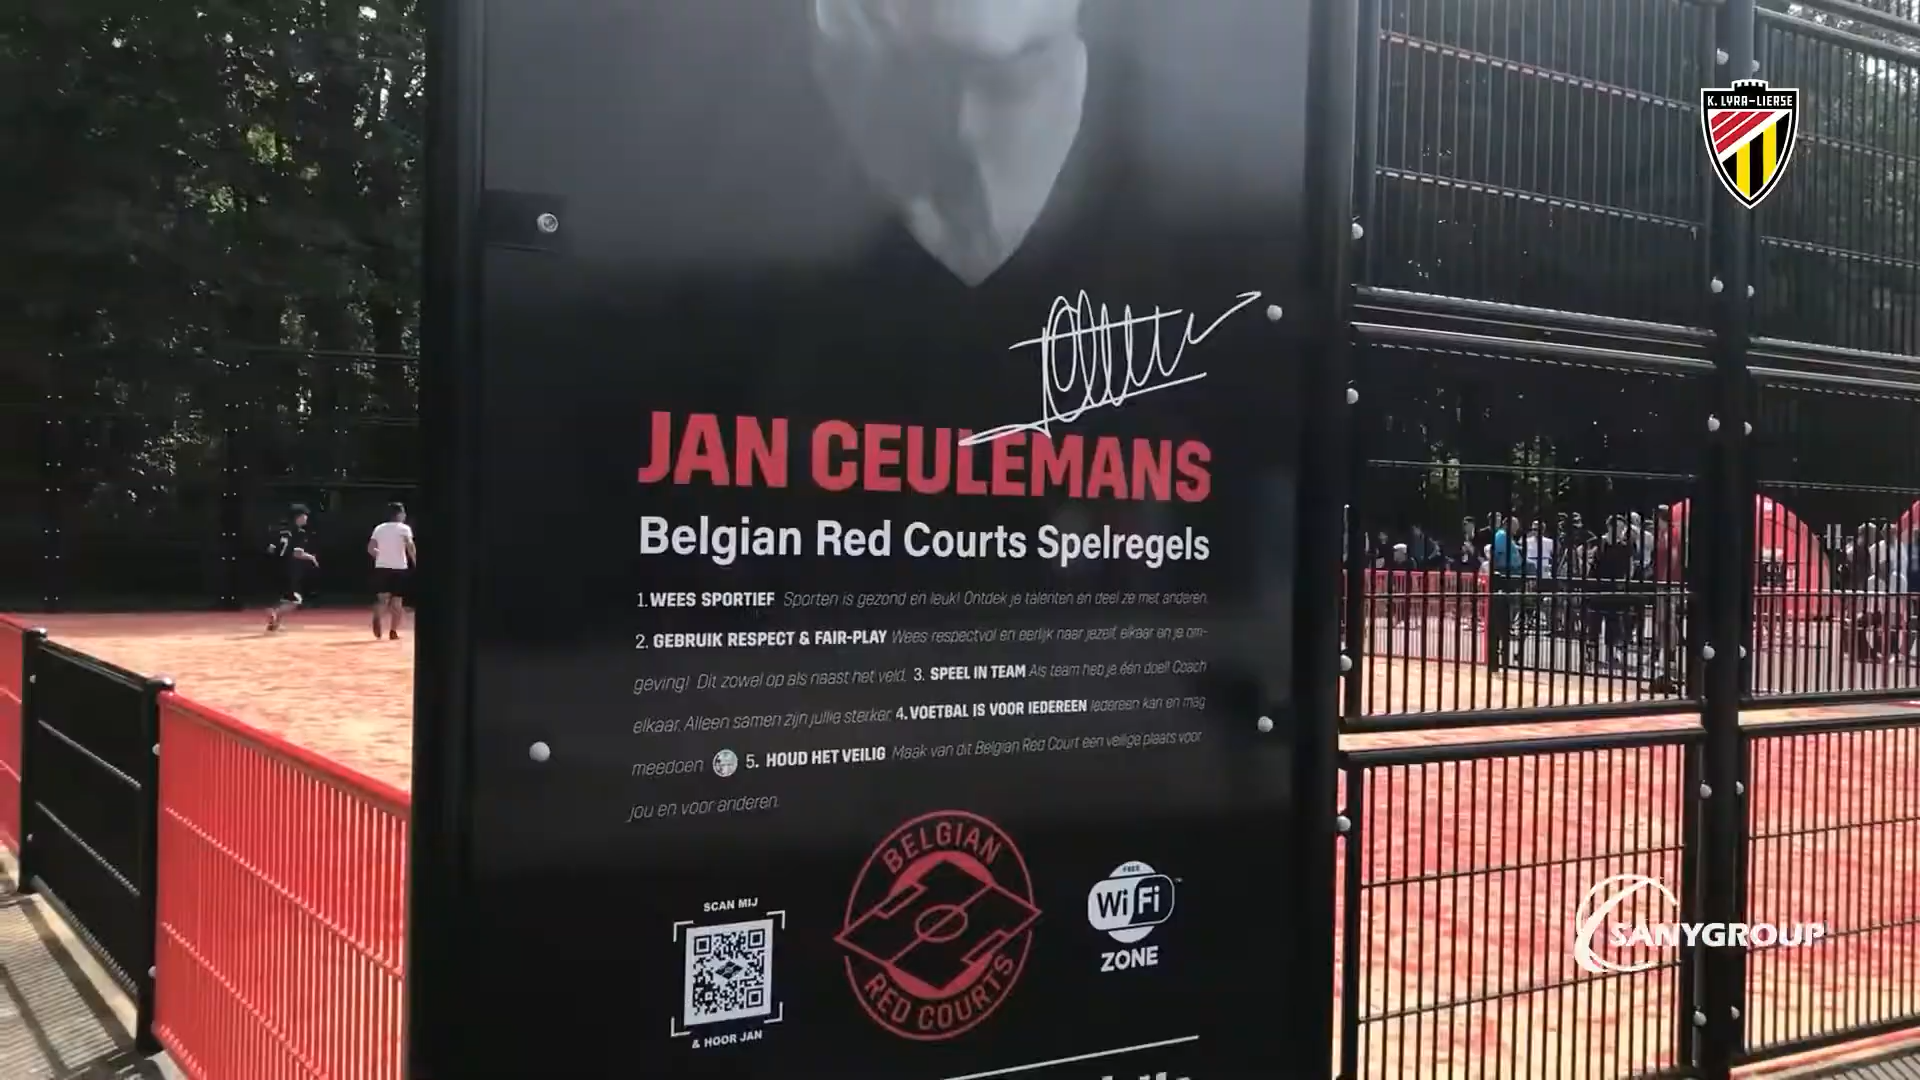 K. LYRA-LIERSE
JAN CEULEMANS
Belgian Red Courts Spelregels
1. WEES SPORTIEF Sporten is gezond en leuk! Ontdek je talenten en deel ze met anderen.
2. GEBRUIK RESPECT & FAIR-PLAY Wees respectvol en eerlijk naar jezelf, elkaar en je om-
geving! Dit zowel op als naast het veld. 3. SPEEL IN TEAM Als team heb je één doel! Coach
elkaar. Alleen samen zijn jullie sterker. 4. VOETBAL IS VOOR IEDEREEN Iedereen kan en mag
meedoen 5. HOUD HET VEILIG Maak van dit Belgian Red Court een veilige plaats voor
jou en voor anderen.
SCAN MIJ
& HOOR JAN
BELGIAN
RED COURTS
FREE
WiFi
ZONE
SANYGROUP
7